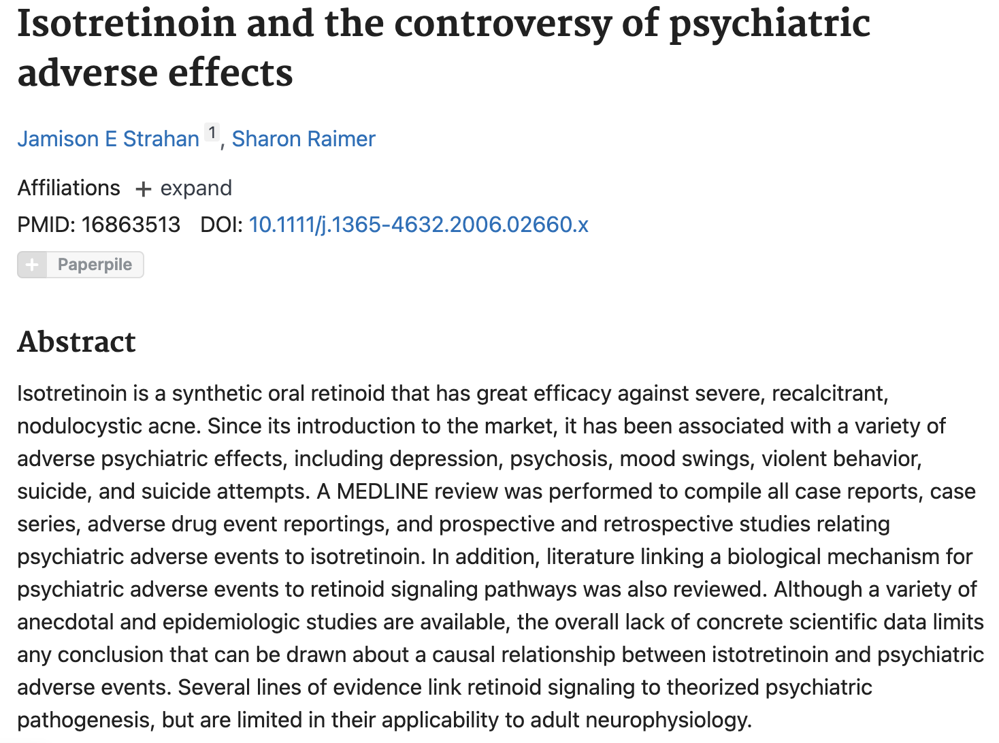 Isotretinoin and the controversy of psychiatric
adverse effects
Jamison E Strahan 1, Sharon Raimer
Affiliations + expand
PMID: 16863513 DOI: 10.1111/j.1365-4632.2006.02660.x
+ Paperpile
Abstract
Isotretinoin is a synthetic oral retinoid that has great efficacy against severe, recalcitrant,
nodulocystic acne. Since its introduction to the market, it has been associated with a variety of
adverse psychiatric effects, including depression, psychosis, mood swings, violent behavior,
suicide, and suicide attempts. A MEDLINE review was performed to compile all case reports, case
series, adverse drug event reportings, and prospective and retrospective studies relating
psychiatric adverse events to isotretinoin. In addition, literature linking a biological mechanism for
psychiatric adverse events to retinoid signaling pathways was also reviewed. Although a variety of
anecdotal and epidemiologic studies are available, the overall lack of concrete scientific data limits
any conclusion that can be drawn about a causal relationship between istotretinoin and psychiatric
adverse events. Several lines of evidence link retinoid signaling to theorized psychiatric
pathogenesis, but are limited in their applicability to adult neurophysiology.